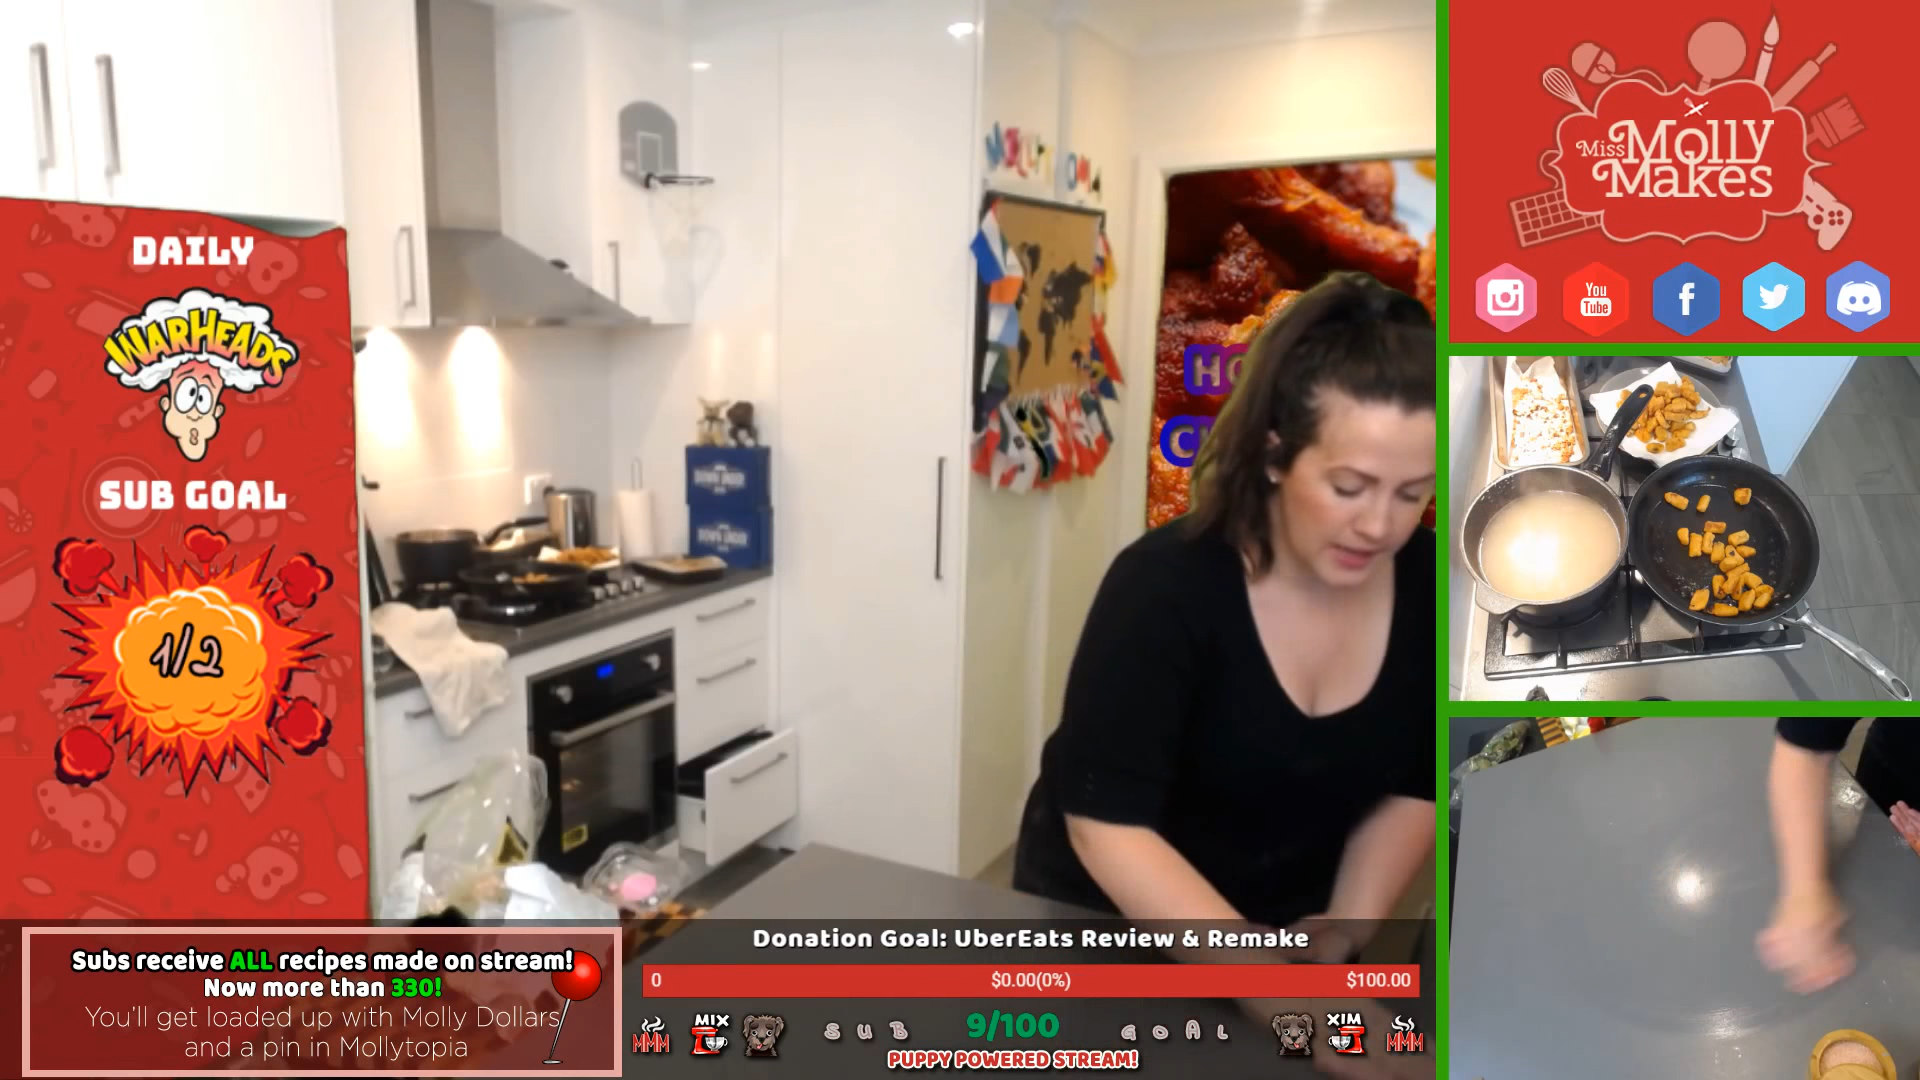 DAILY
WARHEADS
SUB GOAL
1/2
Miss Molly
Makes
You
Tube
Subs receive ALL recipes made on stream!
Now more than 330!
You'll get loaded up with Molly Dollars
and a pin in Mollytopia
Donation Goal: UberEats Review & Remake
0 $0.00(0%) $100.00
MMM MIX SUB 9/100 GOAL XIM MMM
PUPPY POWERED STREAM!